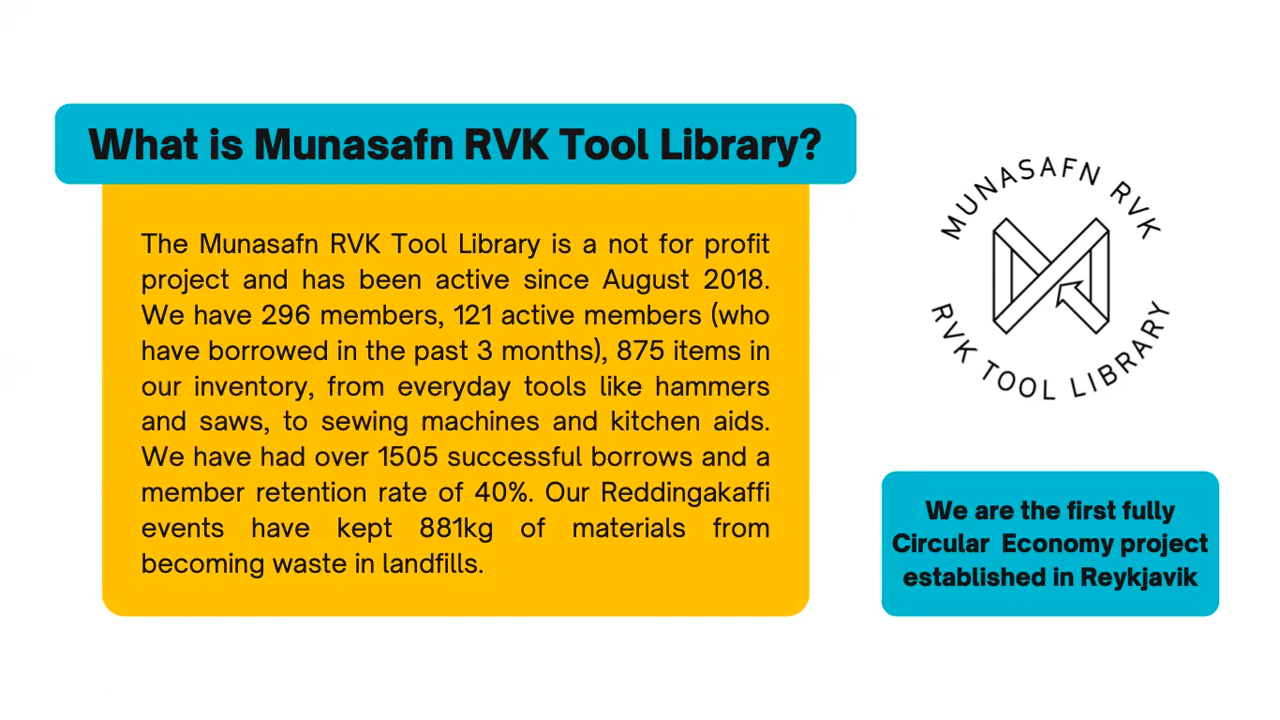 What is Munasafn RVK Tool Library?
The Munasafn RVK Tool Library is a not for profit
project and has been active since August 2018.
We have 296 members, 121 active members (who
have borrowed in the past 3 months), 875 items in
our inventory, from everyday tools like hammers
and saws, to sewing machines and kitchen aids.
We have had over 1505 successful borrows and a
member retention rate of 40%. Our Reddingakaffi
events have kept 881kg of materials from
becoming waste in landfills.
MUNASAFN RVK
RVK TOOL LIBRARY
We are the first fully
Circular Economy project
established in Reykjavik